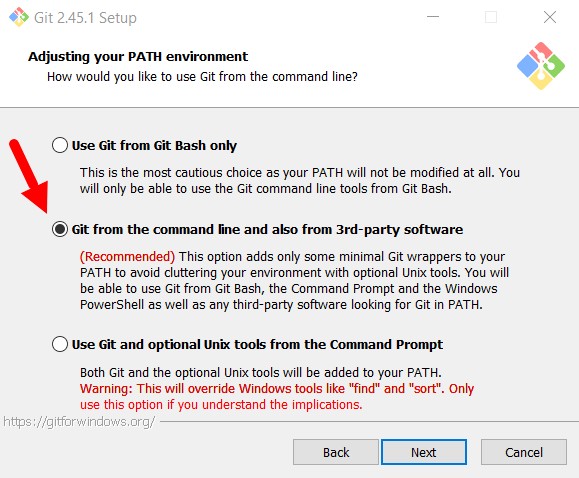 Git 2.45.1 Setup
Adjusting your PATH environment
How would you like to use Git from the command line?
Use Git from Git Bash only
This is the most cautious choice as your PATH will not be modified at all. You
will only be able to use the Git command line tools from Git Bash.
Git from the command line and also from 3rd-party software
(Recommended) This option adds only some minimal Git wrappers to your
PATH to avoid cluttering your environment with optional Unix tools. You will
be able to use Git from Git Bash, the Command Prompt and the Windows
PowerShell as well as any third-party software looking for Git in PATH.
Use Git and optional Unix tools from the Command Prompt
Both Git and the optional Unix tools will be added to your PATH.
Warning: This will override Windows tools like "find" and "sort". Only
use this option if you understand the implications.
https://gitforwindows.org/
Back
Next
Cancel